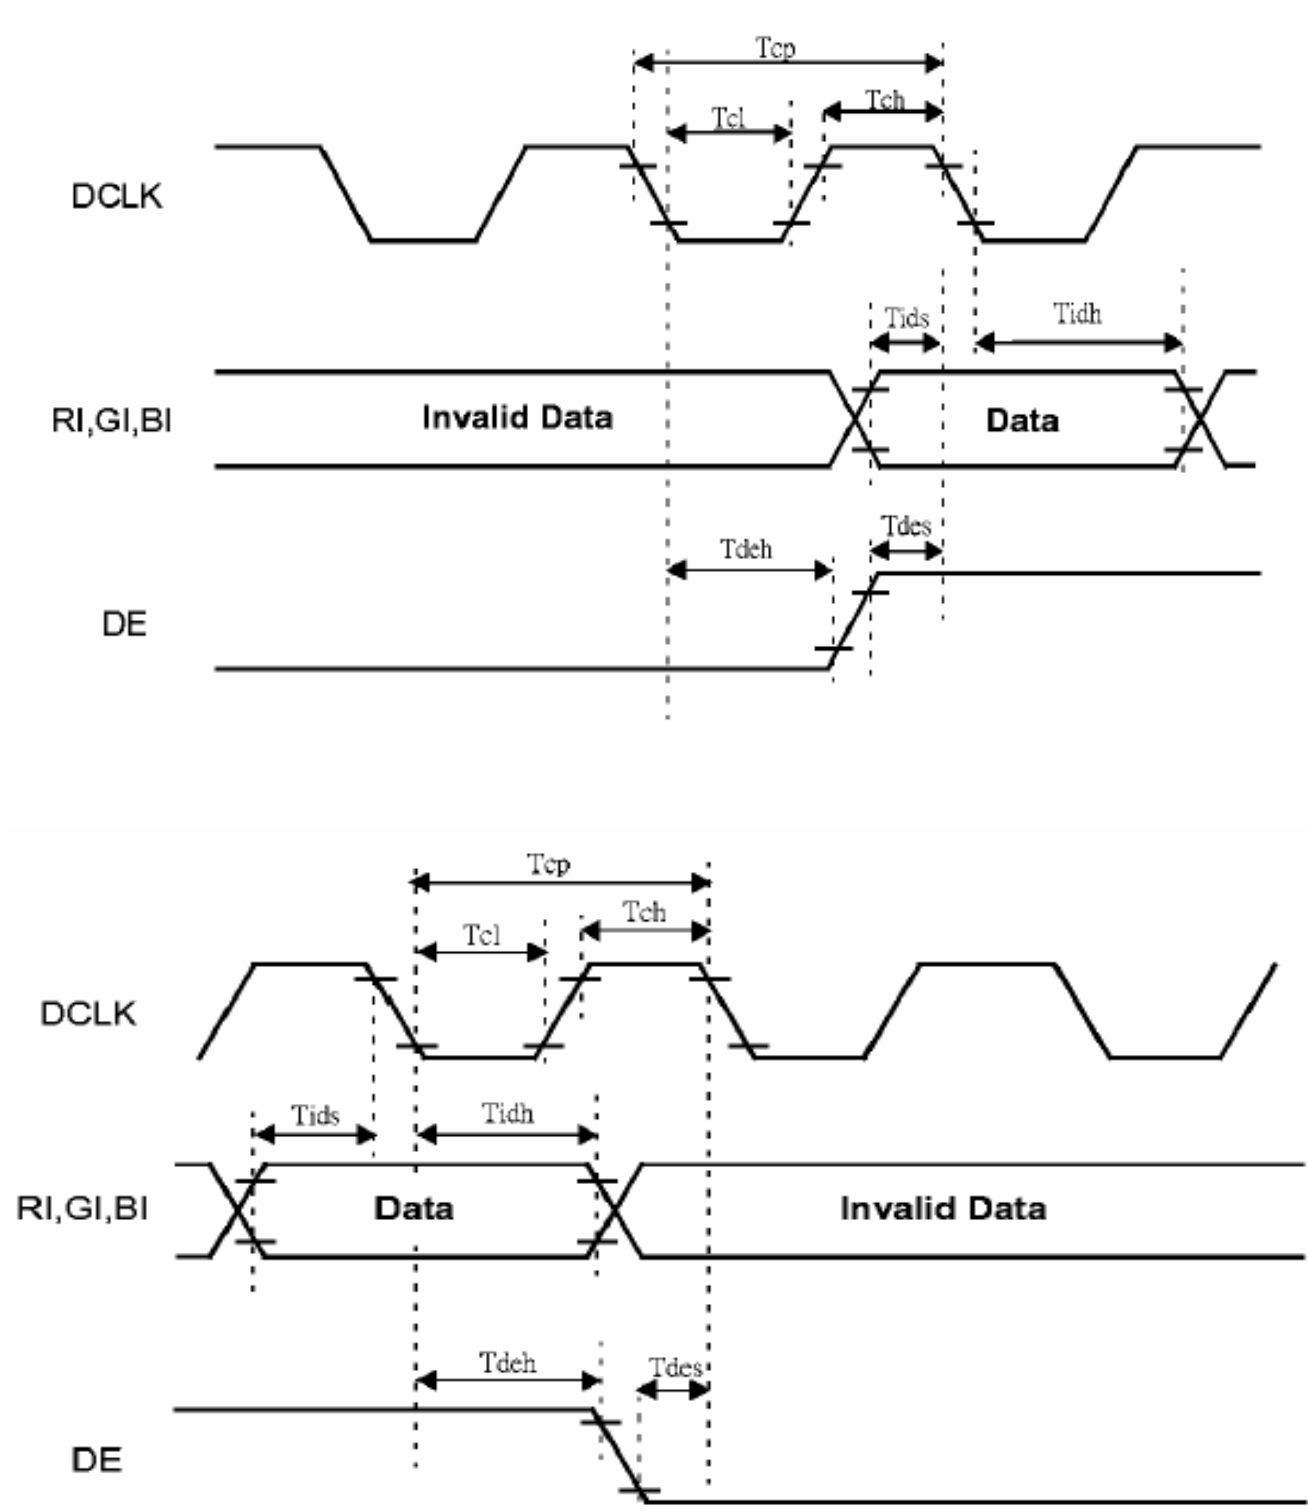 Tcp
Tch
Tcl
DCLK
Tids
Tidh
RI,GI,BI
Invalid Data
Data
Tdes
Tdeh
DE
Tcp
Tch
Tcl
DCLK
Tids
Tidh
RI,GI,BI
Data
Invalid Data
Tdeh
Tdes
DE